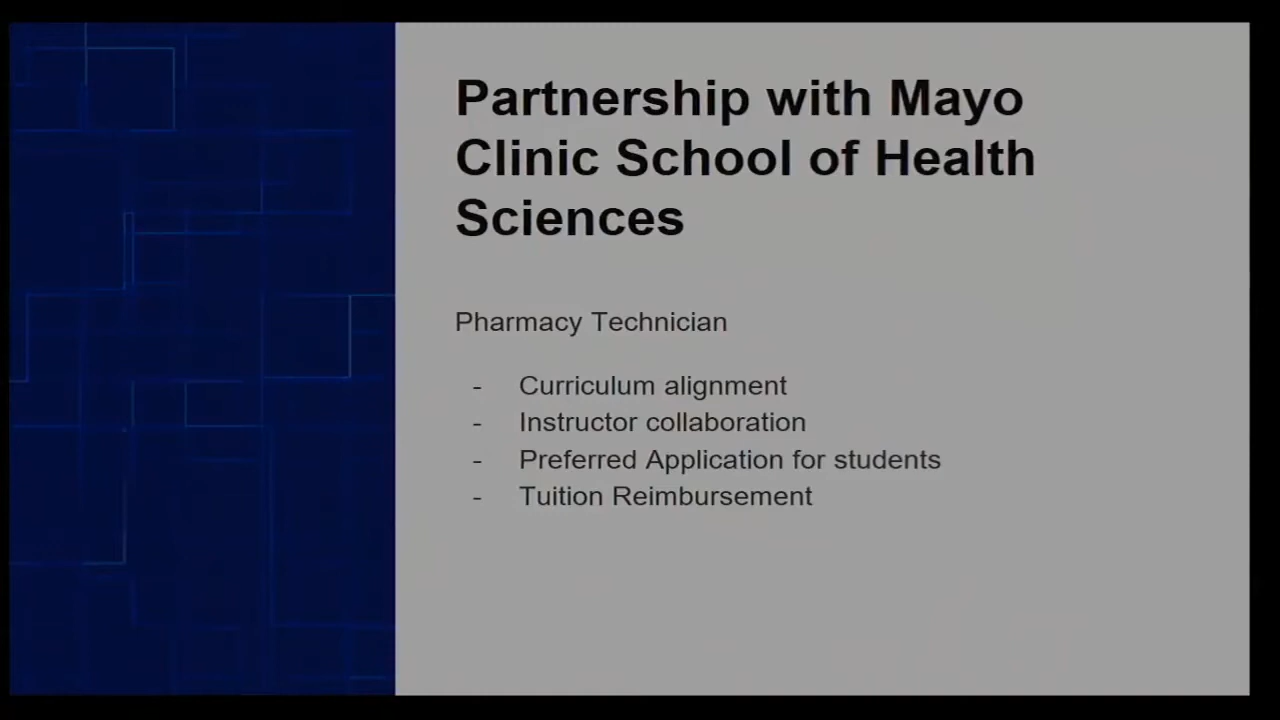 Partnership with Mayo
Clinic School of Health
Sciences
Pharmacy Technician
- Curriculum alignment
- Instructor collaboration
- Preferred Application for students
- Tuition Reimbursement